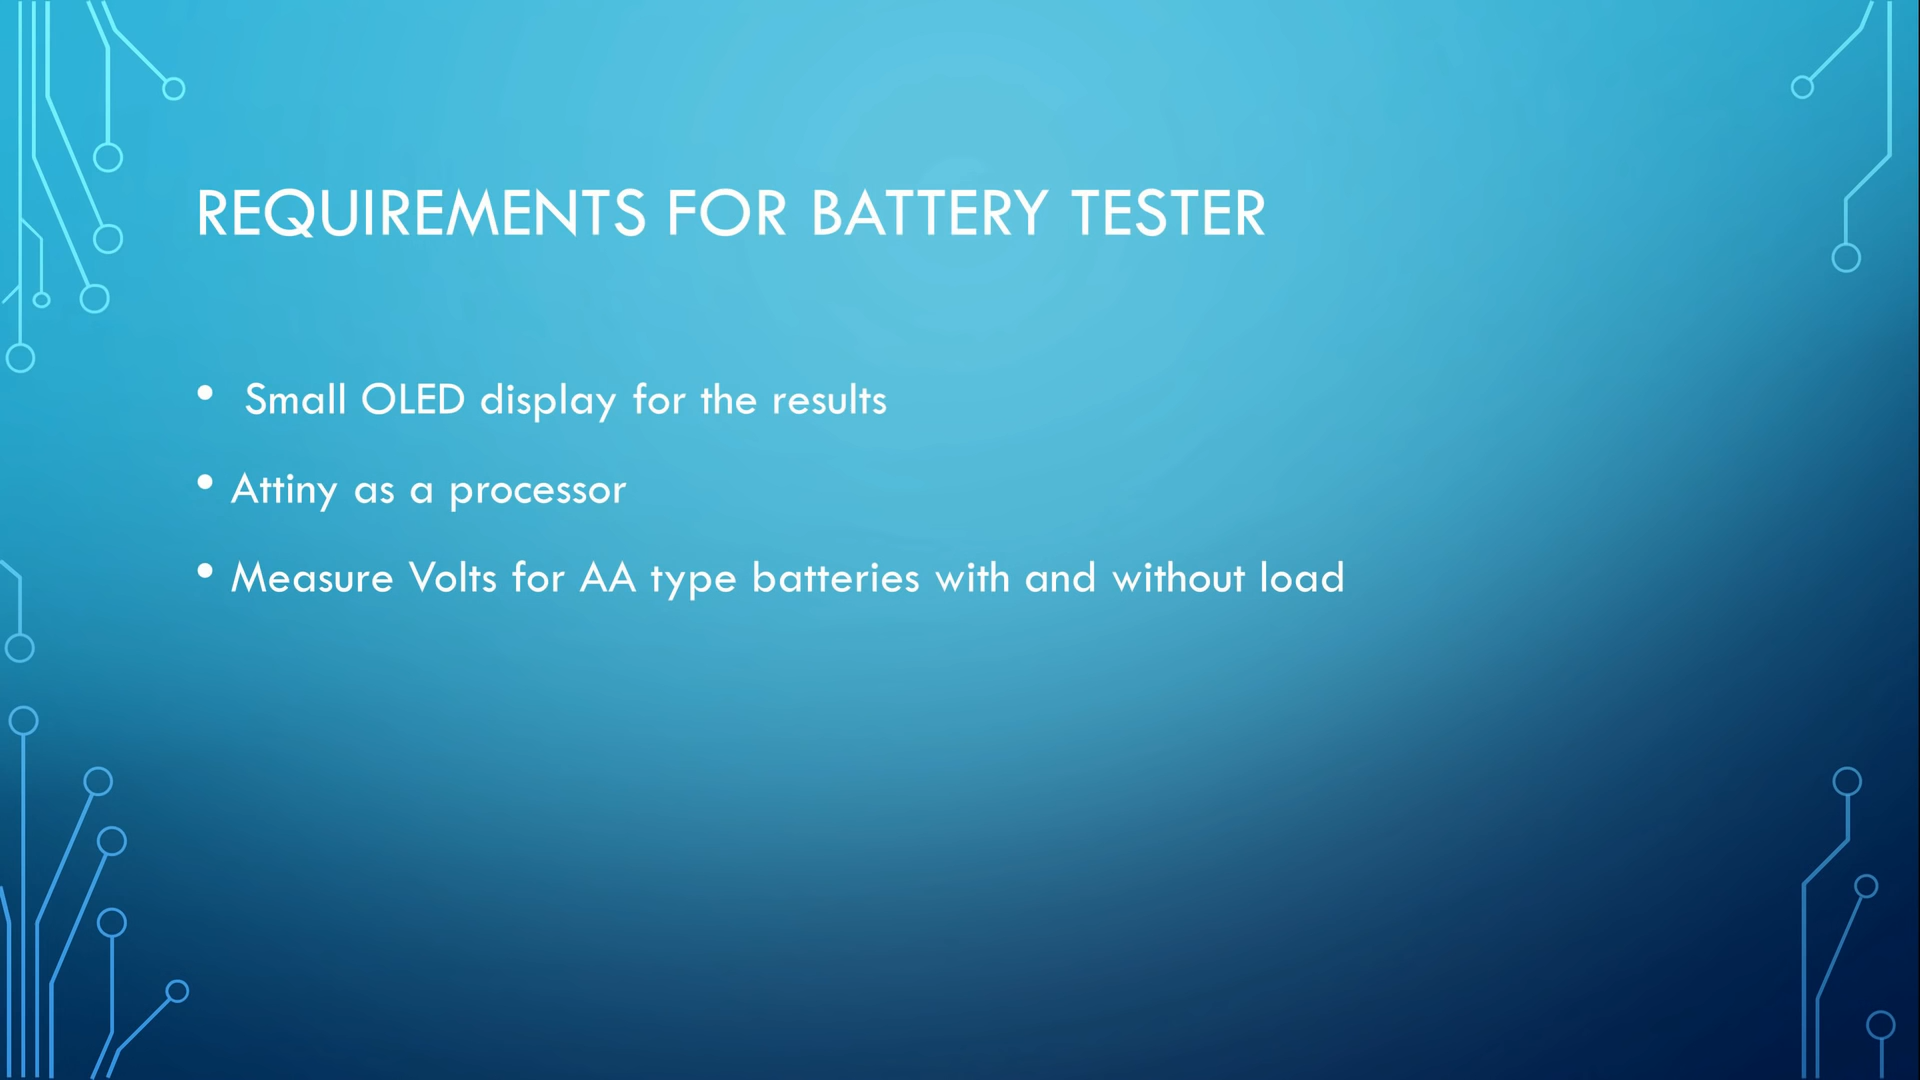 REQUIREMENTS FOR BATTERY TESTER
• Small OLED display for the results
• Attiny as a processor
• Measure Volts for AA type batteries with and without load